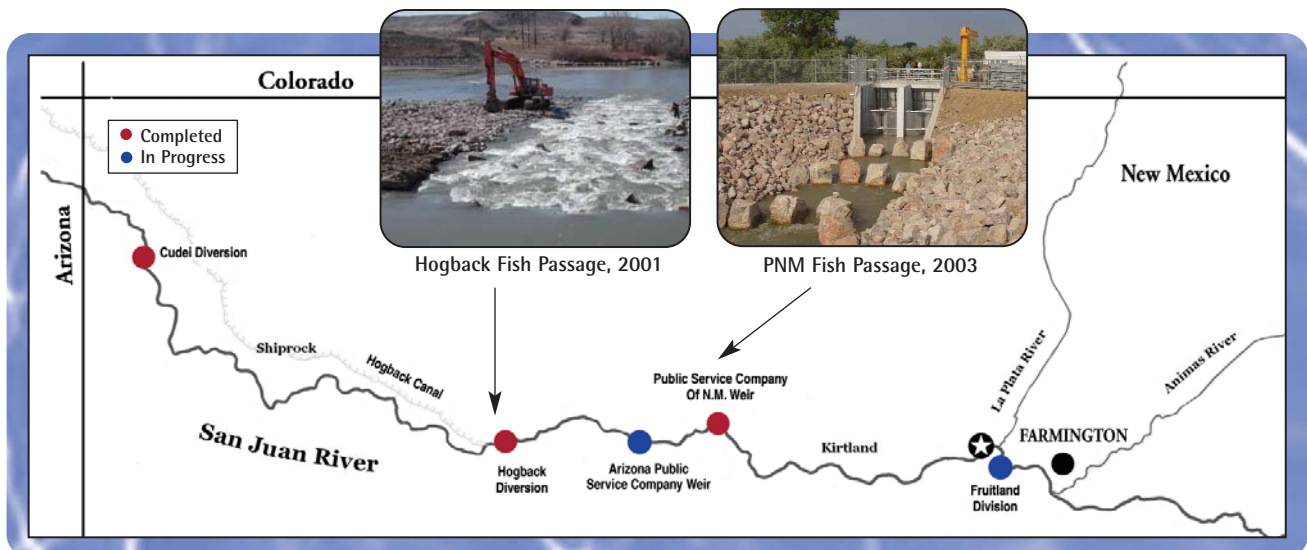 Colorado
Completed
In Progress
Arizona
New Mexico
Hogback Fish Passage, 2001
PNM Fish Passage, 2003
Cudei Diversion
Shiprock
Hogback Canal
San Juan River
Hogback
Diversion
Arizona Public
Service Company Weir
Public Service Company
Of N.M. Weir
Kirtland
La Plata River
Animas River
FARMINGTON
Fruitland
Division